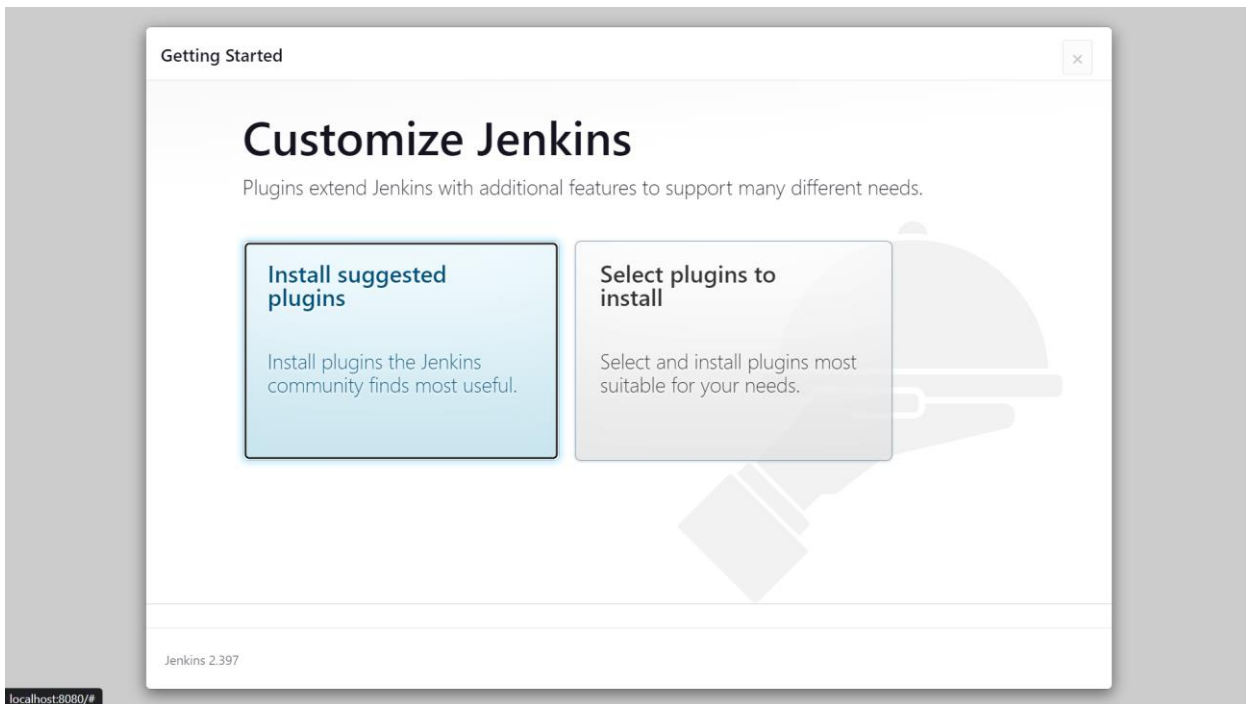 Getting Started
×
Customize Jenkins
Plugins extend Jenkins with additional features to support many different needs.
Install suggested
plugins
Install plugins the Jenkins
community finds most useful.
Select plugins to
install
Select and install plugins most
suitable for your needs.
Jenkins 2.397
localhost:8080/#